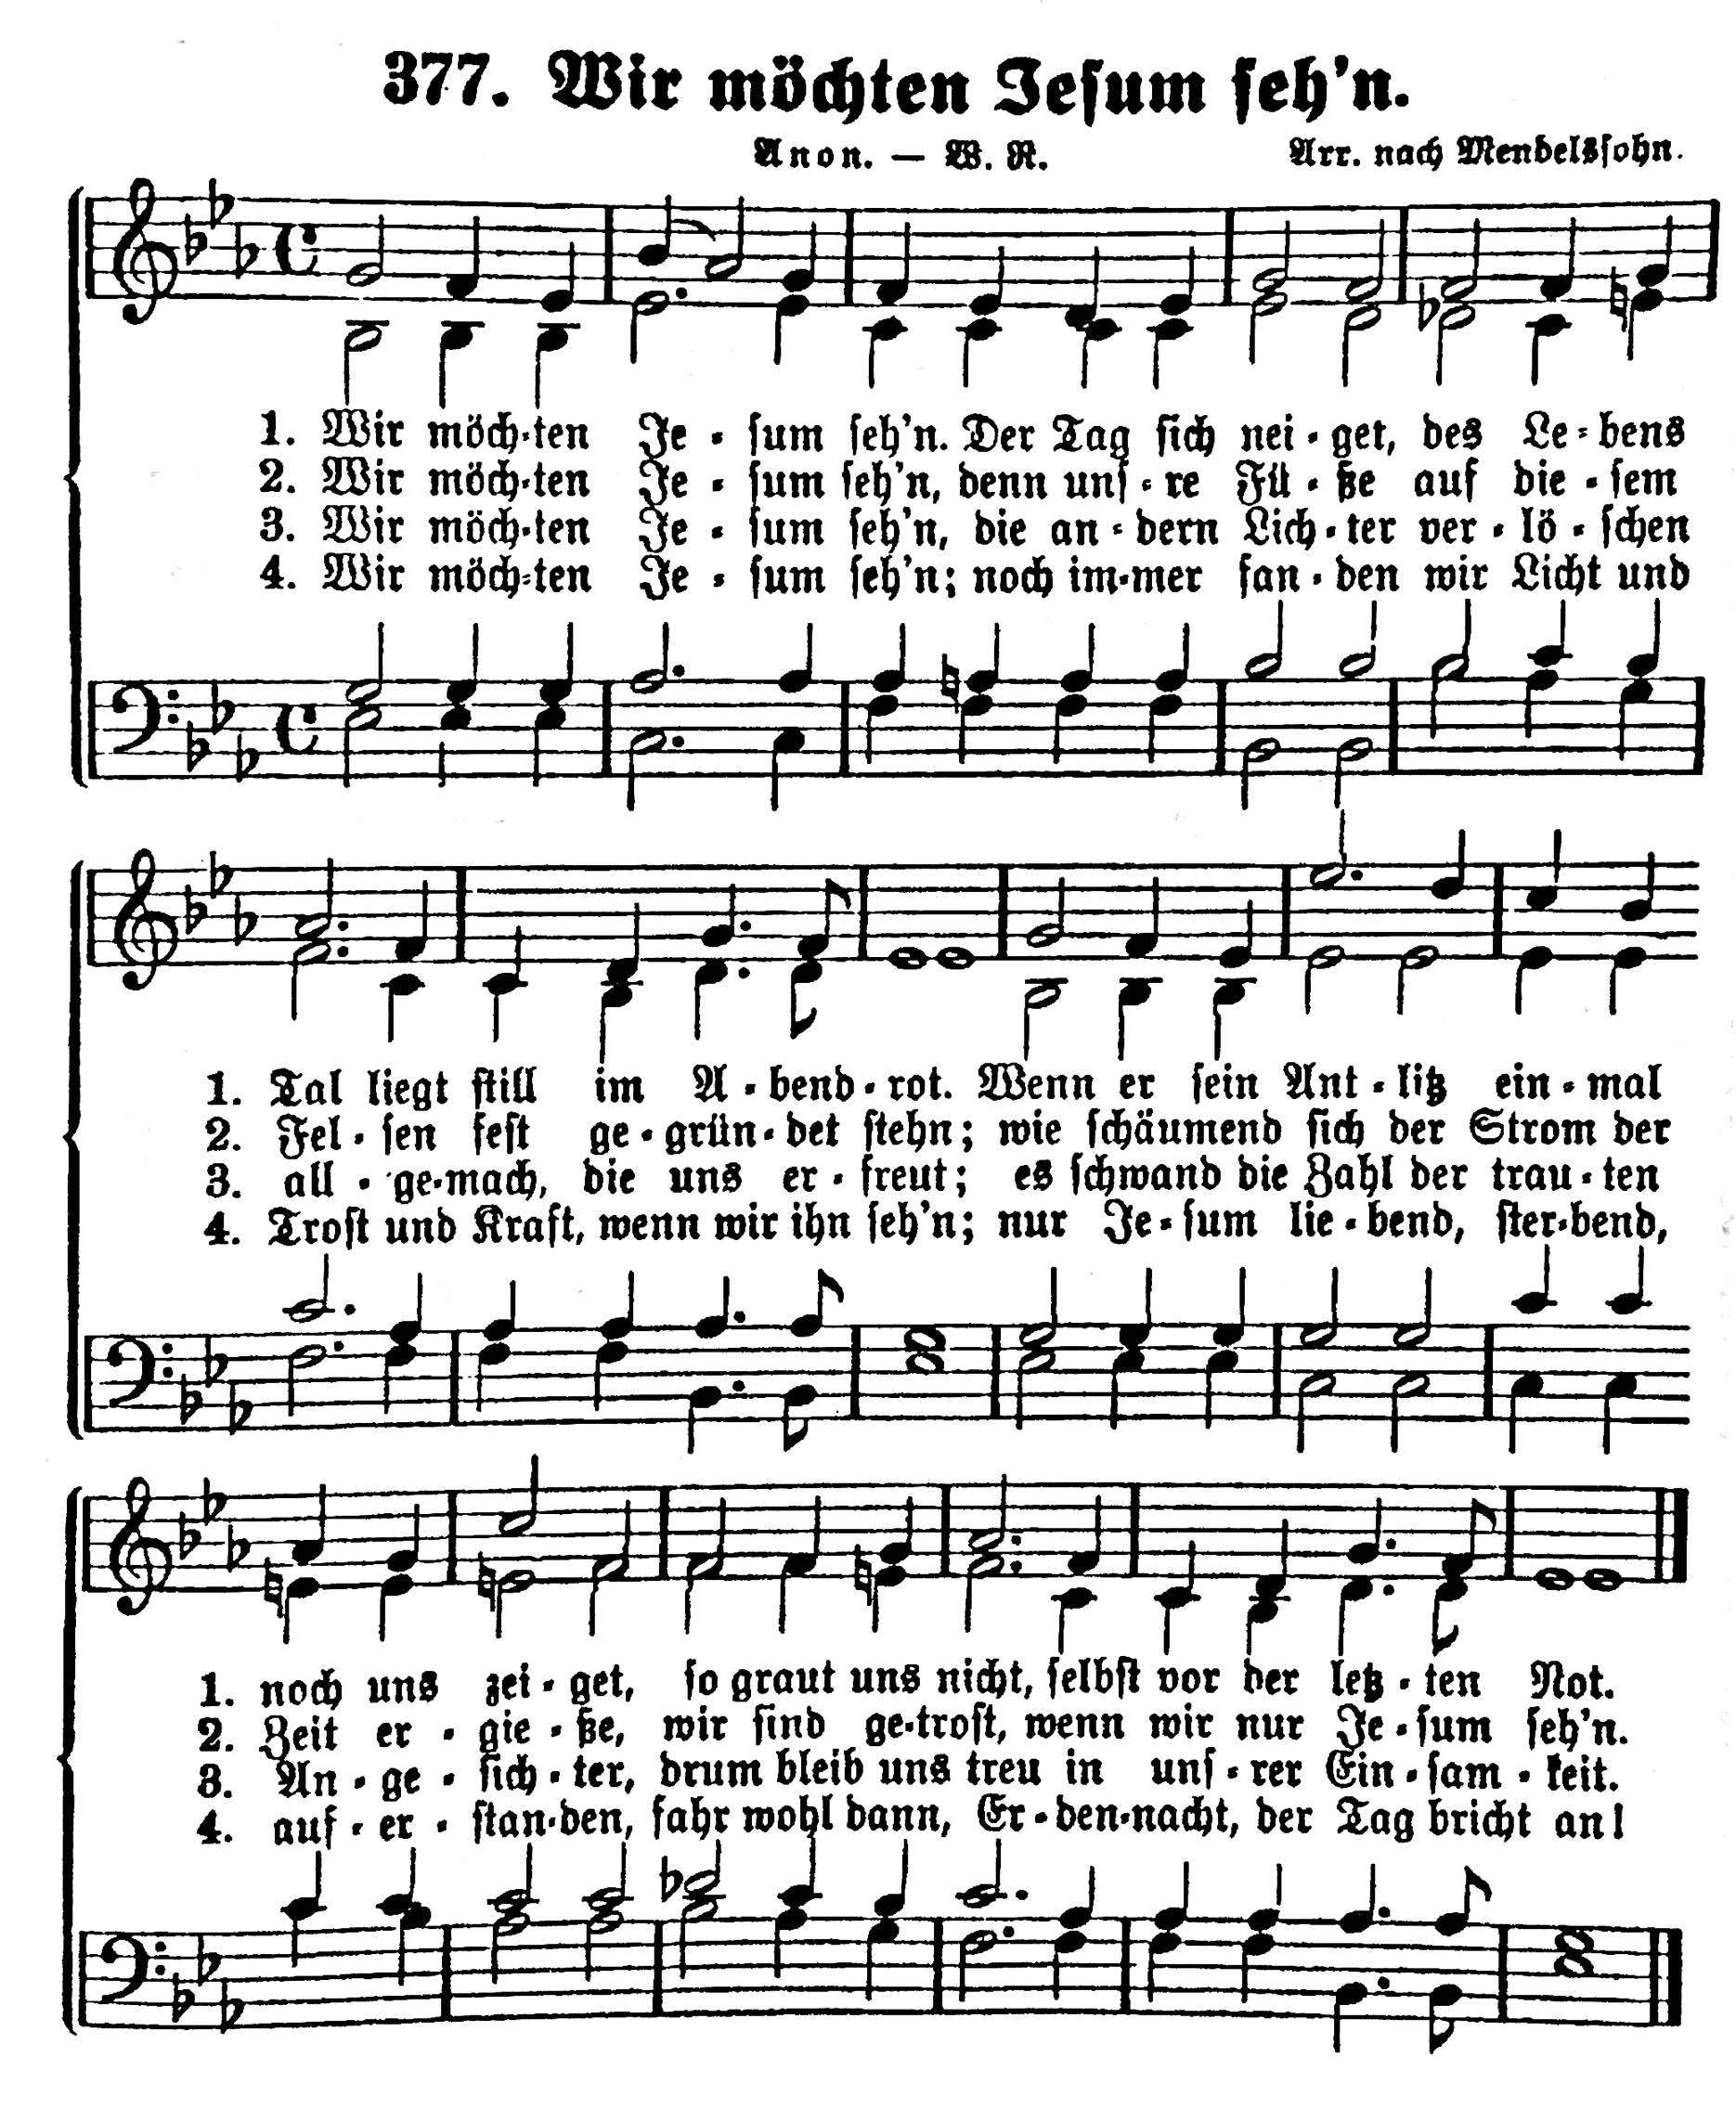 377. Wir möchten Jesum seh'n.
Anon. — W. R. Arr. nach Mendelssohn.
1. Wir möch-ten Je - sum seh'n. Der Tag sich nei - get, des Le - bens
2. Wir möch-ten Je - sum seh'n, denn uns - re Fü - ße auf die - sem
3. Wir möch-ten Je - sum seh'n, die an - dern Lich - ter ver - lö - schen
4. Wir möch-ten Je - sum seh'n; noch im-mer fan - den wir Licht und
1. Tal liegt still im A - bend - rot. Wenn er sein Ant - litz ein - mal
2. Fel - sen fest ge - grün - det stehn; wie schäumend sich der Strom der
3. all - ge-mach, die uns er - freut; es schwand die Zahl der trau - ten
4. Trost und Kraft, wenn wir ihn seh'n; nur Je - sum lie - bend, ster-bend,
1. noch uns zei - get, so graut uns nicht, selbst vor der letz - ten Not.
2. Zeit er - gie - ße, wir sind ge-trost, wenn wir nur Je - sum seh'n.
3. An - ge - sich - ter, drum bleib uns treu in uns - rer Ein - sam - keit.
4. auf - er - stan-den, fahr wohl dann, Er - den-nacht, der Tag bricht an!